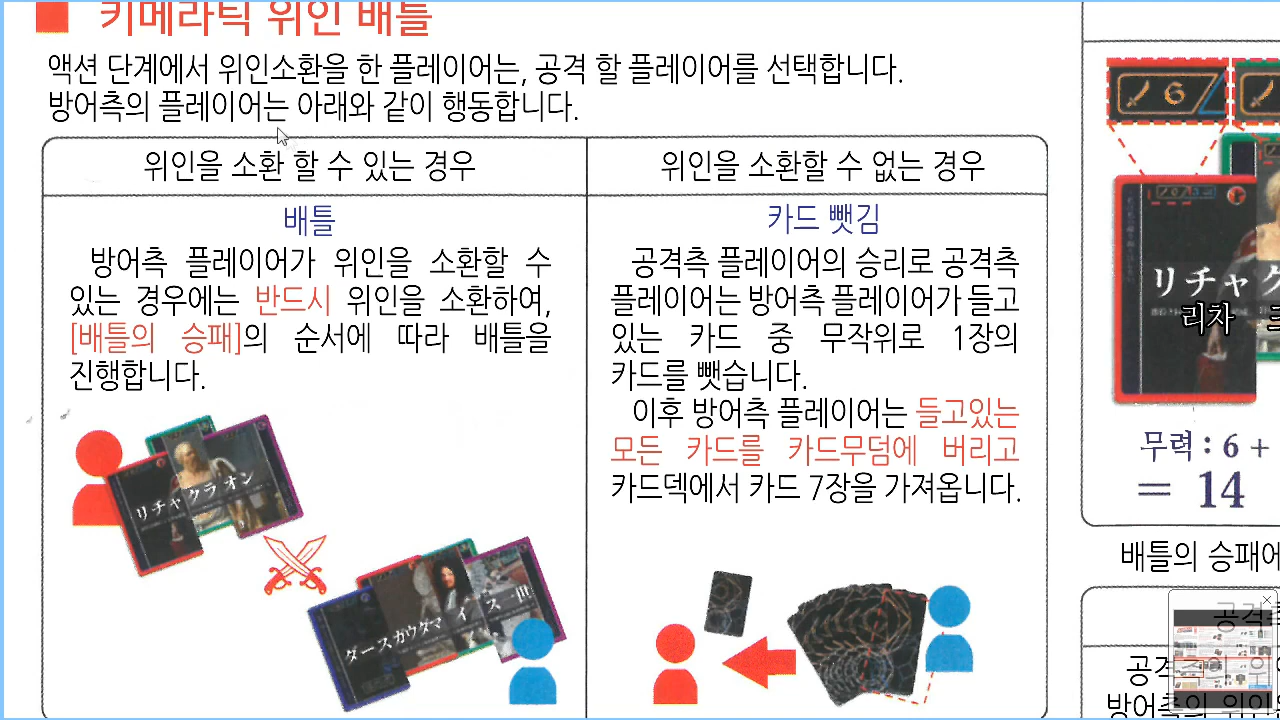 키메라틱 위인 배틀
액션 단계에서 위인소환을 한 플레이어는, 공격 할 플레이어를 선택합니다.
방어측의 플레이어는 아래와 같이 행동합니다.
위인을 소환 할 수 있는 경우
배틀
방어측 플레이어가 위인을 소환할 수
있는 경우에는 반드시 위인을 소환하여,
[배틀의 승패]의 순서에 따라 배틀을
진행합니다.
リチャクラオン
ダースガウダマ イ ス一世
위인을 소환할 수 없는 경우
카드 뺏김
공격측 플레이어의 승리로 공격측
플레이어는 방어측 플레이어가 들고
있는 카드 중 무작위로 1장의
카드를 뺏습니다.
이후 방어측 플레이어는 들고있는
모든 카드를 카드무덤에 버리고
카드덱에서 카드 7장을 가져옵니다.
6
リチャク
리차
무력 : 6 +
= 14
배틀의 승패에
공격측
방어측의 위인